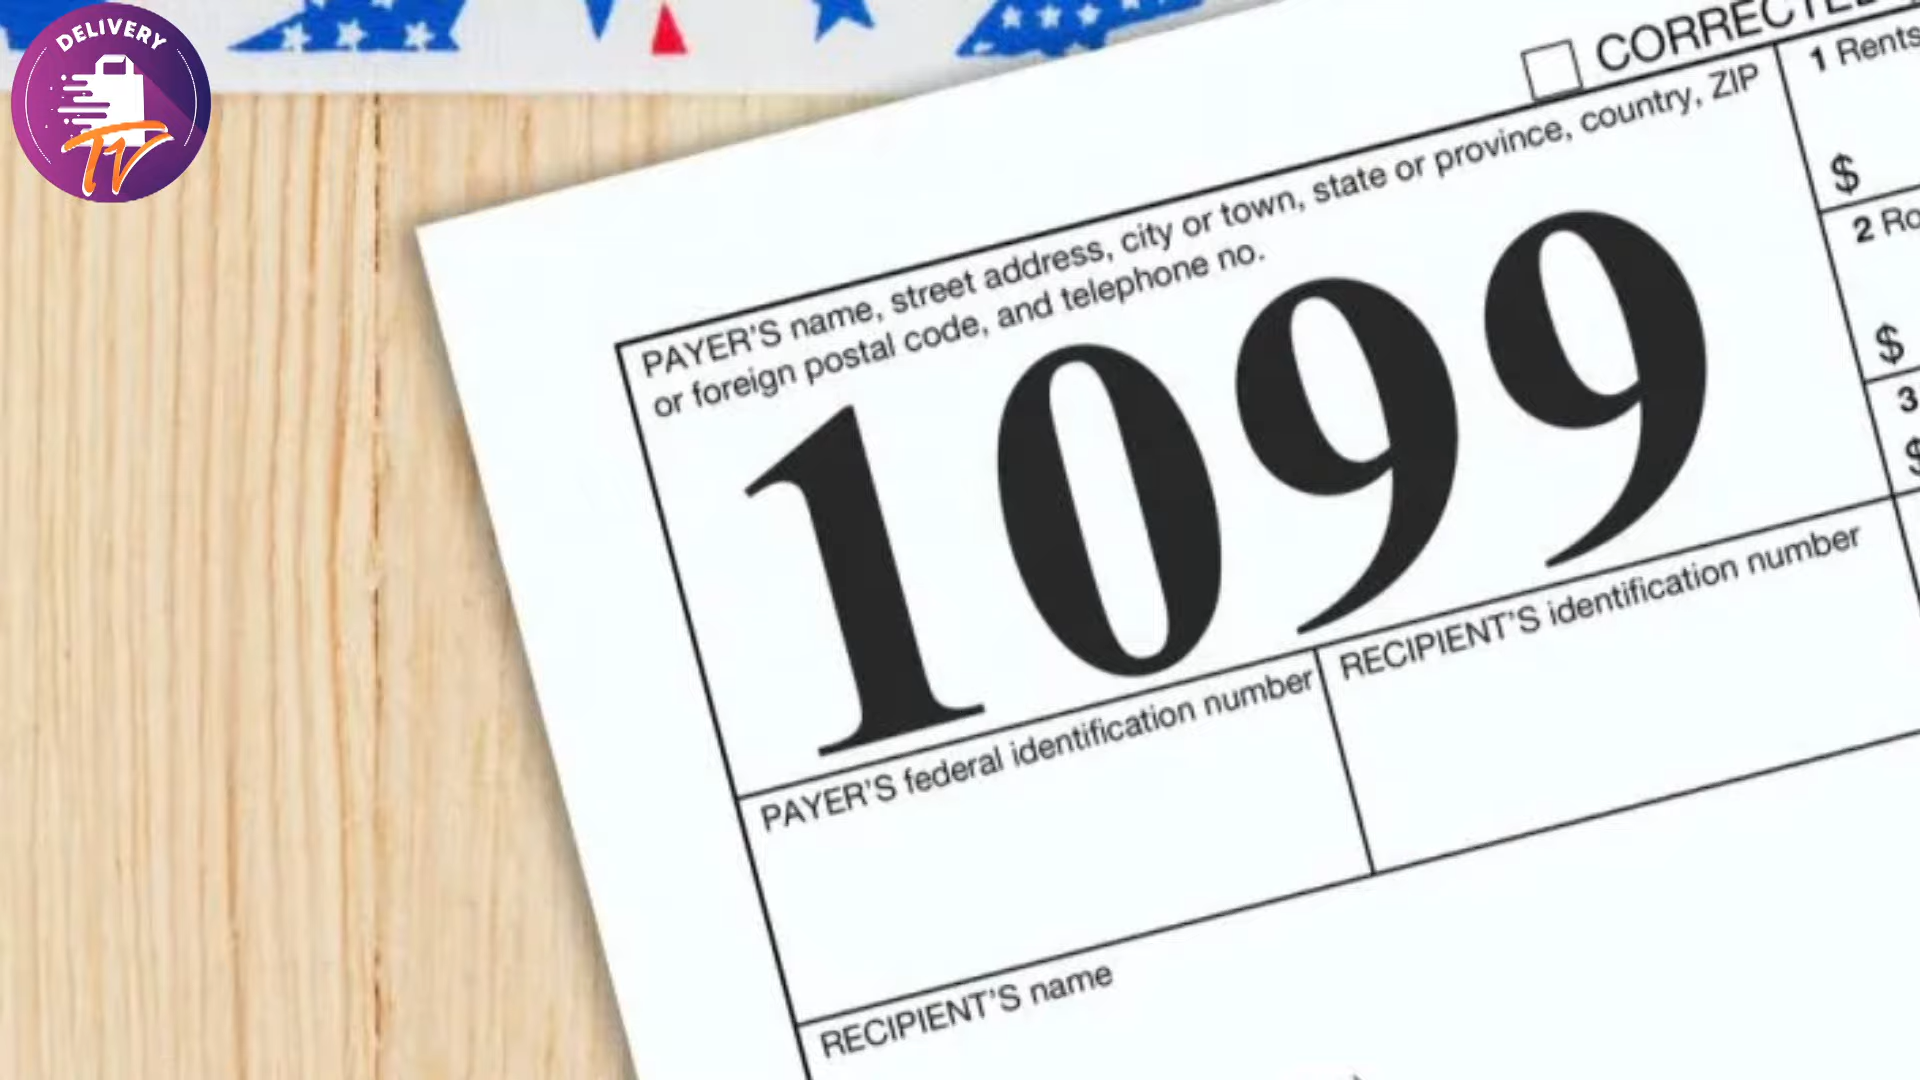 DELIVERY
TV
CORRECTED
1 Rents
PAYER'S name, street address, city or town, state or province, country, ZIP
or foreign postal code, and telephone no.
$
2
$
3
$
1099
PAYER'S federal identification number
RECIPIENT'S identification number
RECIPIENT'S name